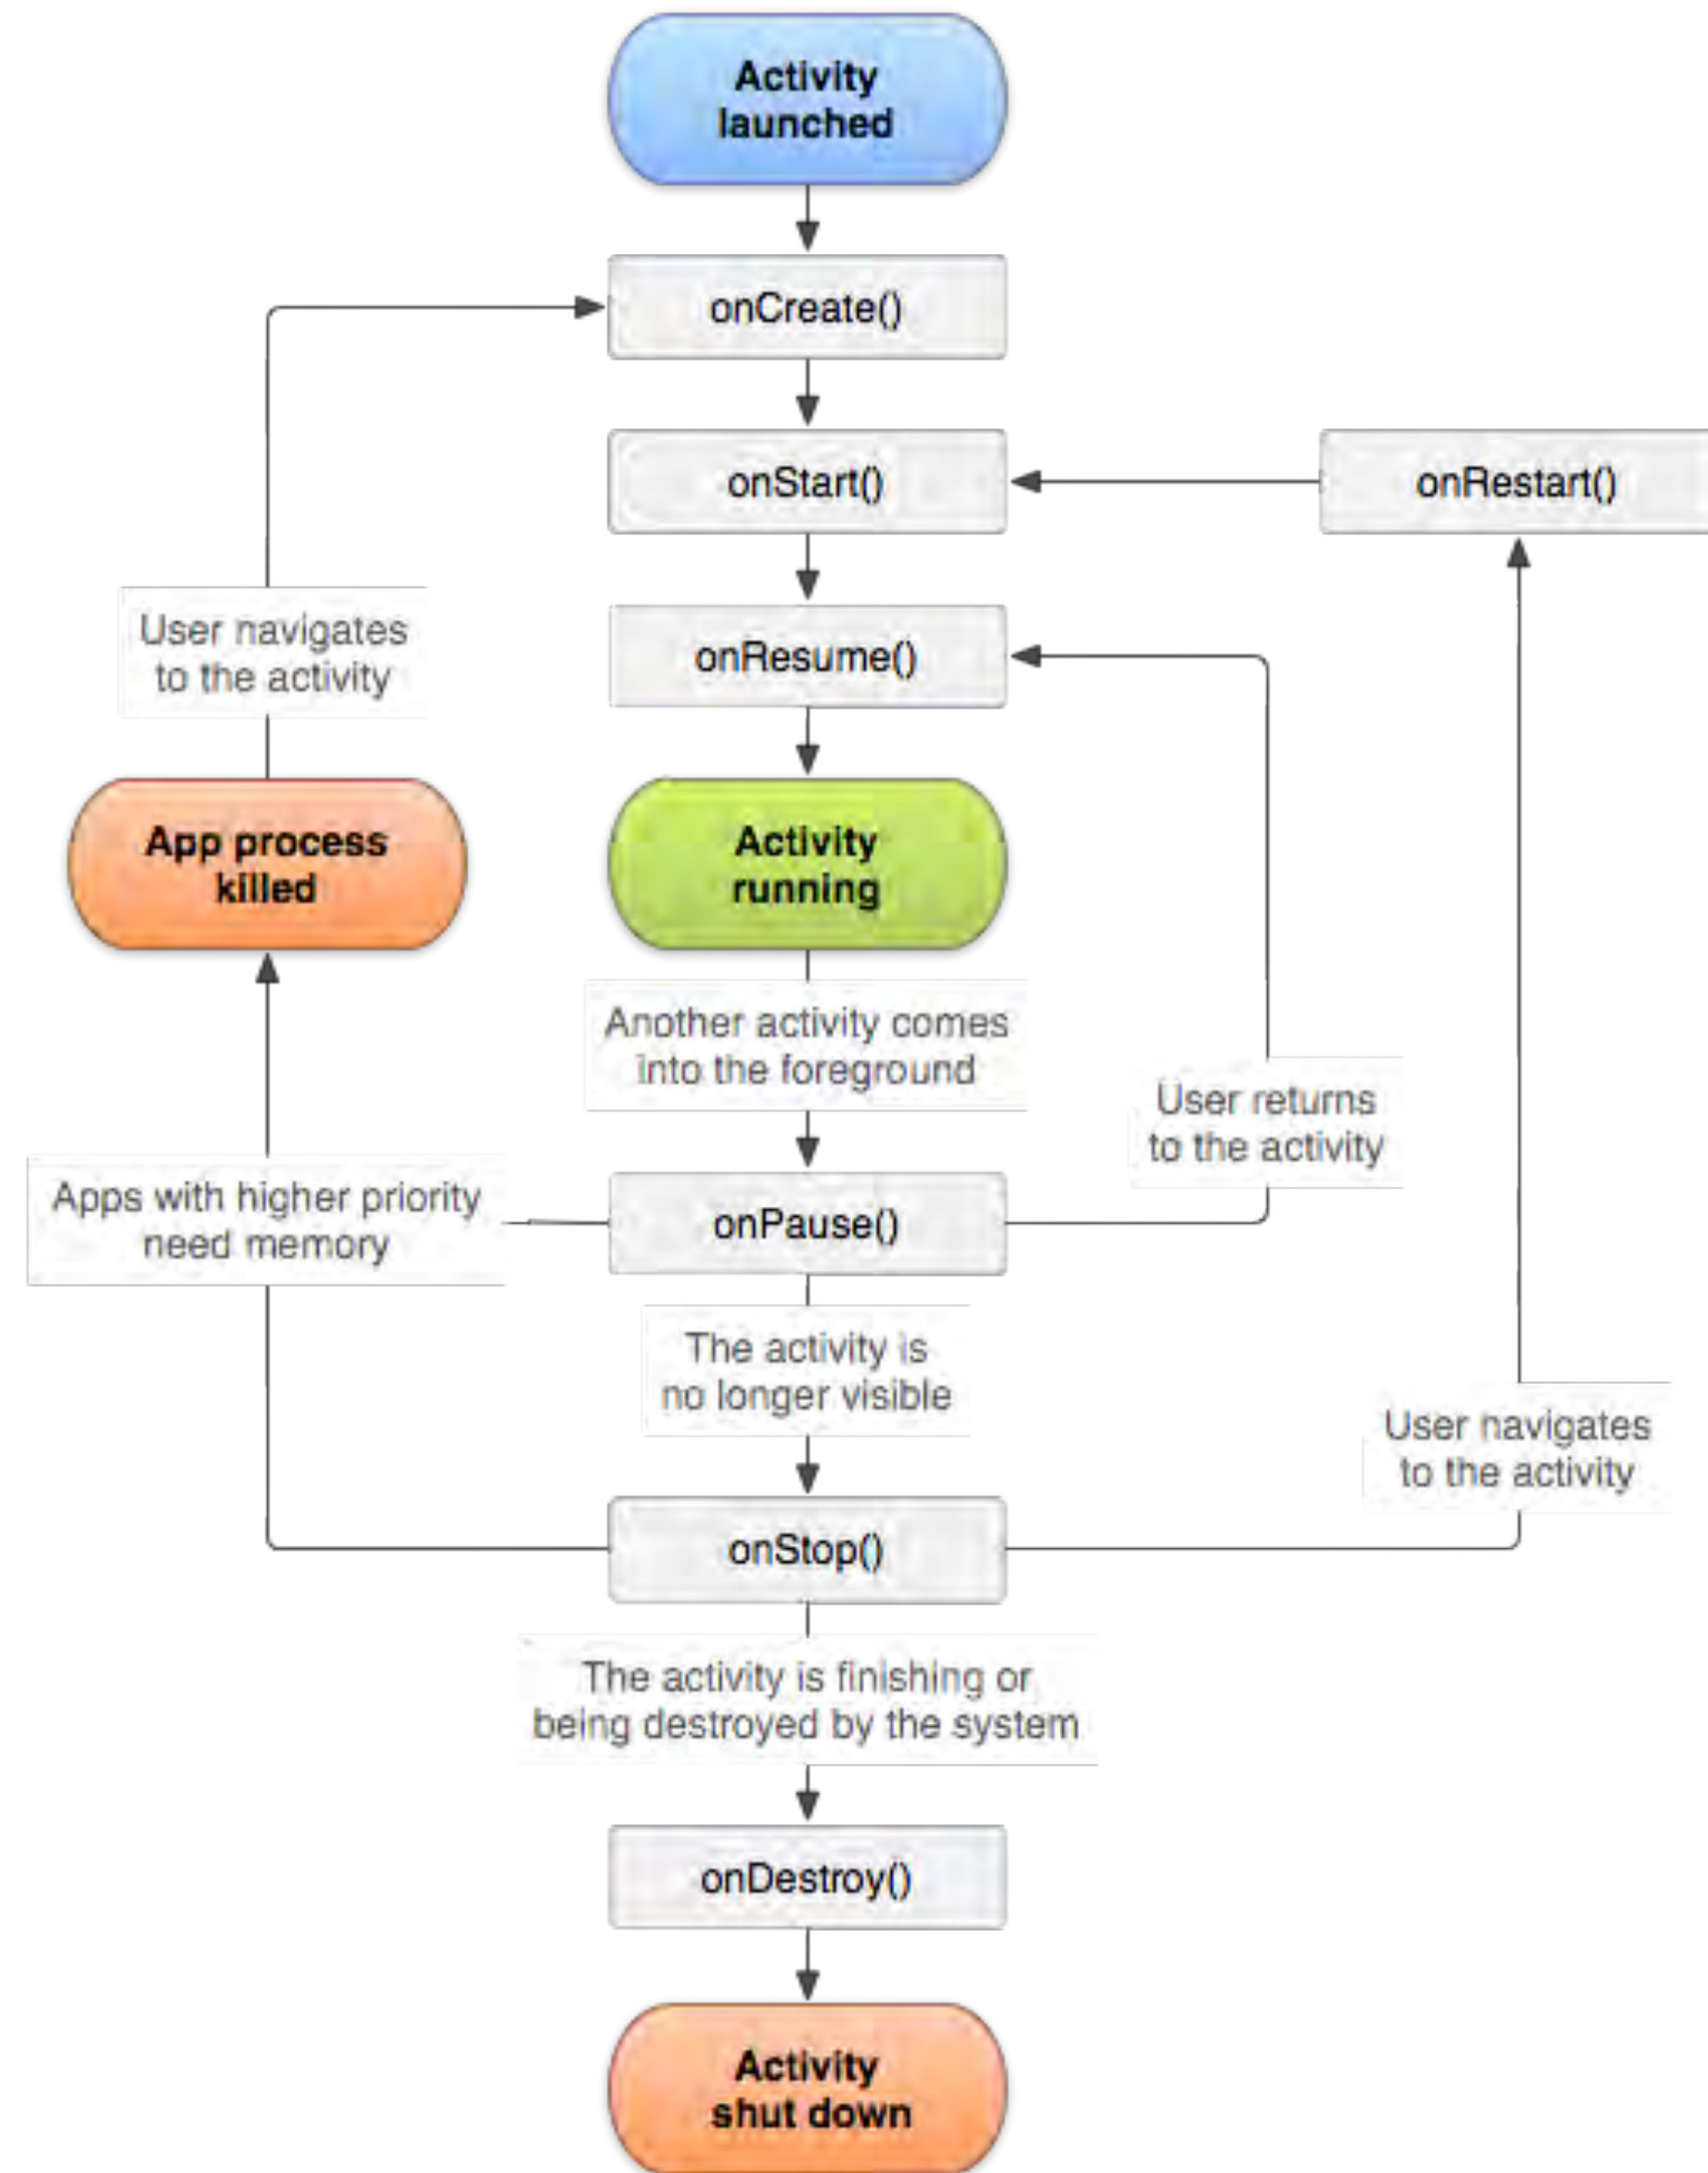 Activity
launched
onCreate()
onStart()
onRestart()
User navigates
to the activity
onResume()
App process
killed
Activity
running
Another activity comes
into the foreground
User returns
to the activity
Apps with higher priority
need memory
onPause()
The activity is
no longer visible
User navigates
to the activity
onStop()
The activity is finishing or
being destroyed by the system
onDestroy()
Activity
shut down